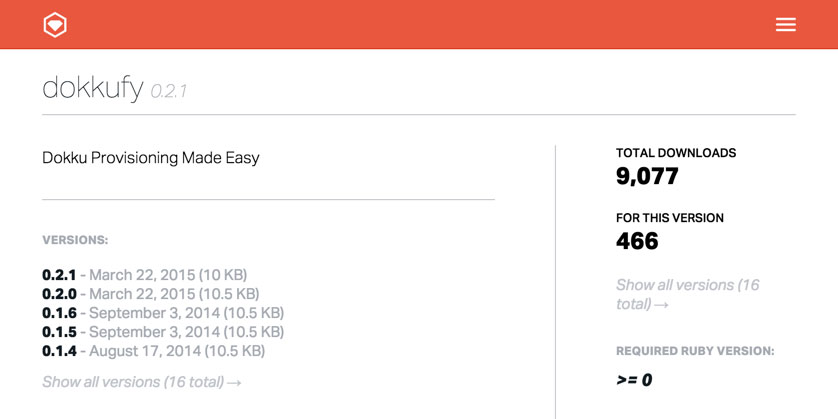 dokkufy 0.2.1
Dokku Provisioning Made Easy
VERSIONS:
0.2.1 - March 22, 2015 (10 KB)
0.2.0 - March 22, 2015 (10.5 KB)
0.1.6 - September 3, 2014 (10.5 KB)
0.1.5 - September 3, 2014 (10.5 KB)
0.1.4 - August 17, 2014 (10.5 KB)
Show all versions (16 total) →
TOTAL DOWNLOADS
9,077
FOR THIS VERSION
466
Show all versions (16
total) →
REQUIRED RUBY VERSION:
>= 0